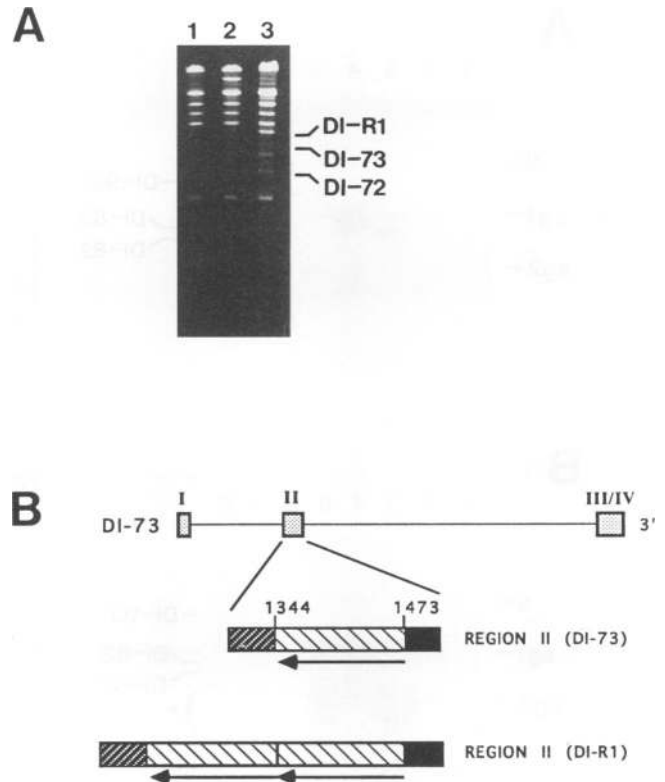 A
1 2 3
DI-R1
DI-73
DI-72
B
I II III/IV
DI-73 3'
1344 1473
REGION II (DI-73)
REGION II (DI-R1)